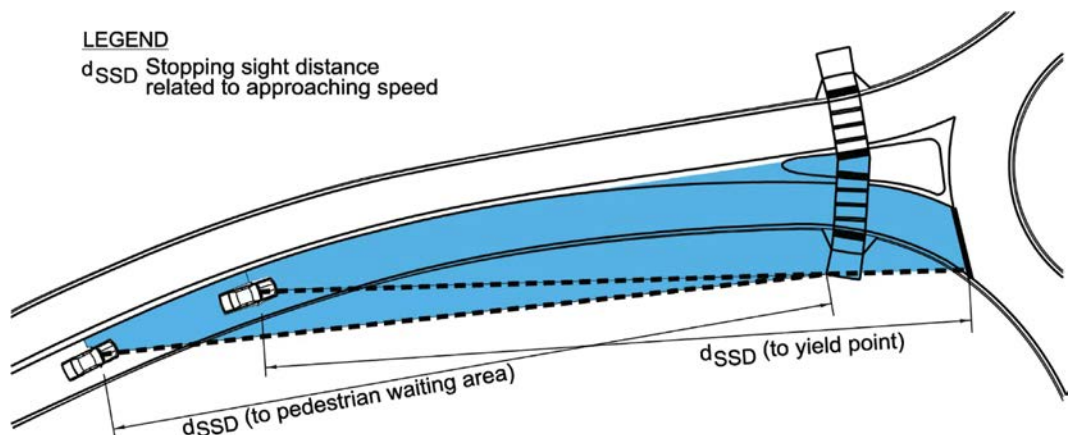 LEGEND
dSSD Stopping sight distance
related to approaching speed
dSSD (to yield point)
dSSD (to pedestrian waiting area)